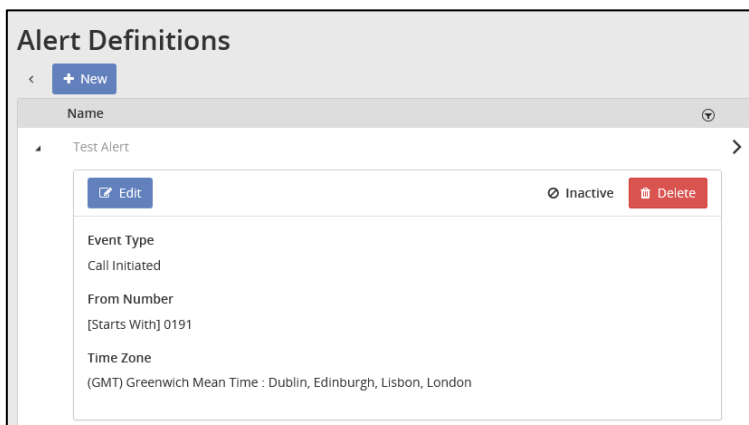 Alert Definitions
New
Name
Test Alert
Edit
Inactive
Delete
Event Type
Call Initiated
From Number
[Starts With] 0191
Time Zone
(GMT) Greenwich Mean Time : Dublin, Edinburgh, Lisbon, London